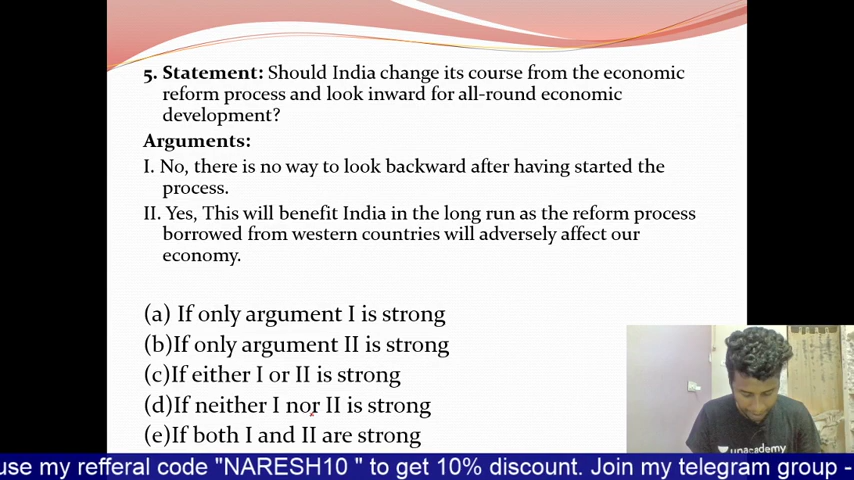 5. Statement: Should India change its course from the economic
reform process and look inward for all-round economic
development?
Arguments:
I. No, there is no way to look backward after having started the
process.
II. Yes, This will benefit India in the long run as the reform process
borrowed from western countries will adversely affect our
economy.
(a) If only argument I is strong
(b)If only argument II is strong
(c)If either I or II is strong
(d)If neither I nor II is strong
(e)If both I and II are strong
unacademy
use my refferal code "NARESH10 " to get 10% discount. Join my telegram group -